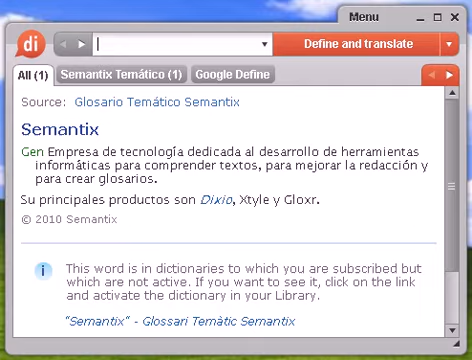 Menu
di
Define and translate
All (1)
Semantix Temático (1)
Google Define
Source: Glosario Temático Semantix
Semantix
Gen Empresa de tecnología dedicada al desarrollo de herramientas
informáticas para comprender textos, para mejorar la redacción y
para crear glosarios.
Su principales producten son Dixio, Xtyle y Gloxr.
© 2010 Semantix
i
This word is in dictionaries to which you are subscribed but
which are not active. If you want to see it, click on the link
and activate the dictionary in your Library.
"Semantix" - Glossari Temàtic Semantix